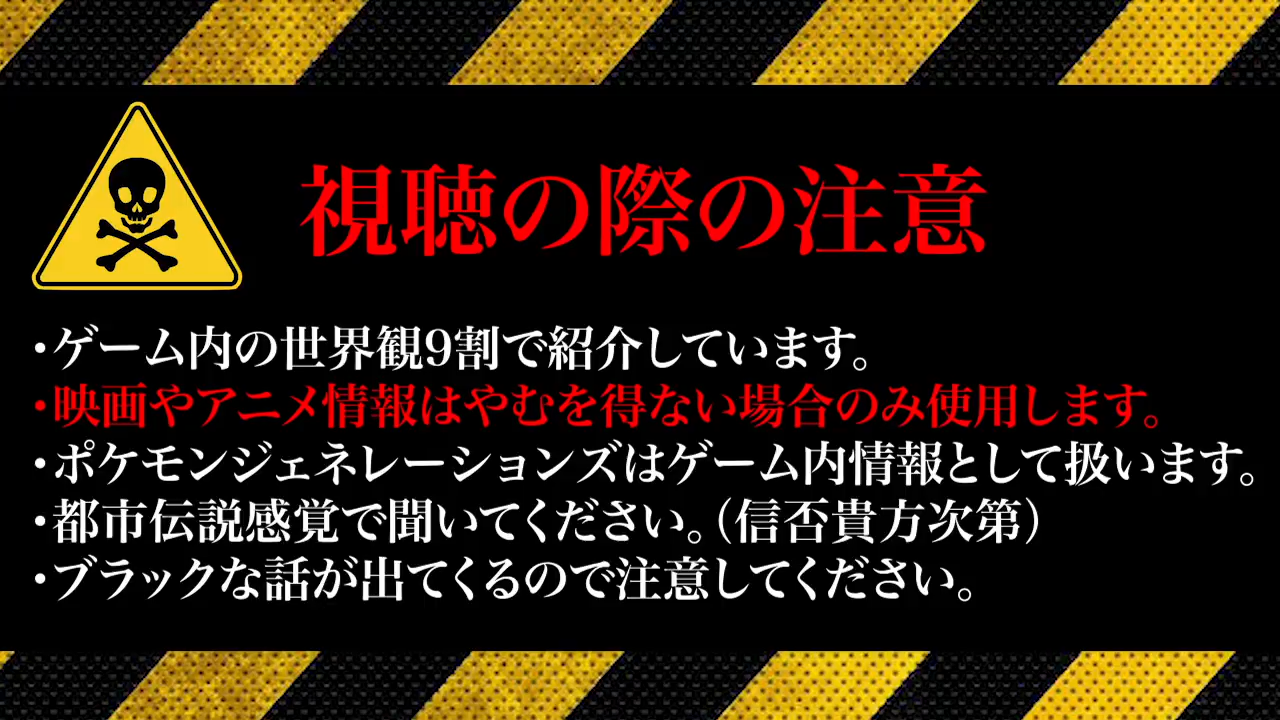 視聴の際の注意
・ゲーム内の世界観9割で紹介しています。
・映画やアニメ情報はやむを得ない場合のみ使用します。
・ポケモンジェネレーションズはゲーム内情報として扱います。
・都市伝説感覚で聞いてください。（信否貴方次第）
・ブラックな話が出てくるので注意してください。